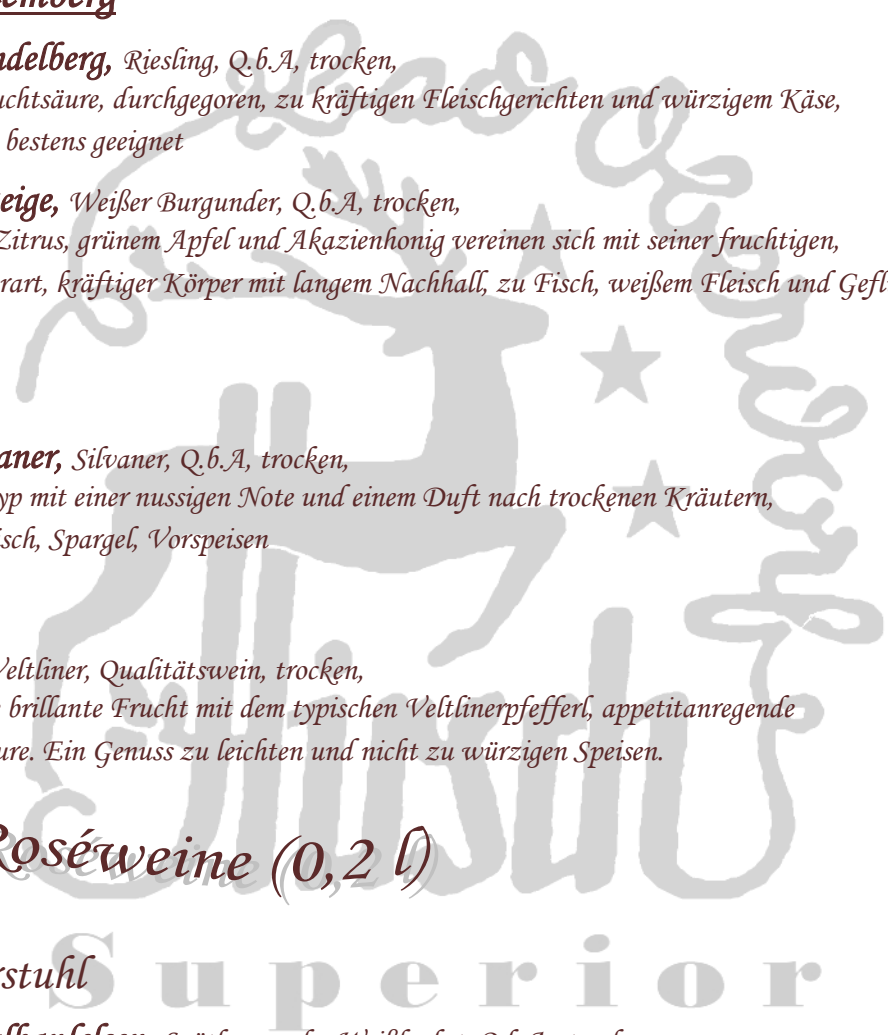 ndelberg, Riesling, Q.b.A, trocken,
uchtsäure, durchgegoren, zu kräftigen Fleischgerichten und würzigem Käse,
bestens geeignet
eige, Weißer Burgunder, Q.b.A, trocken,
Zitrus, grünem Apfel und Akazienhonig vereinen sich mit seiner fruchtigen,
rart, kräftiger Körper mit langem Nachhall, zu Fisch, weißem Fleisch und Gefl
aner, Silvaner, Q.b.A, trocken,
yp mit einer nussigen Note und einem Duft nach trockenen Kräutern,
isch, Spargel, Vorspeisen
Veltliner, Qualitätswein, trocken,
brillante Frucht mit dem typischen Veltlinerpfefferl, appetitanregende
ure. Ein Genuss zu leichten und nicht zu würzigen Speisen.
Hirsch
Roséweine (0,2 l)
rstuhl
Superior